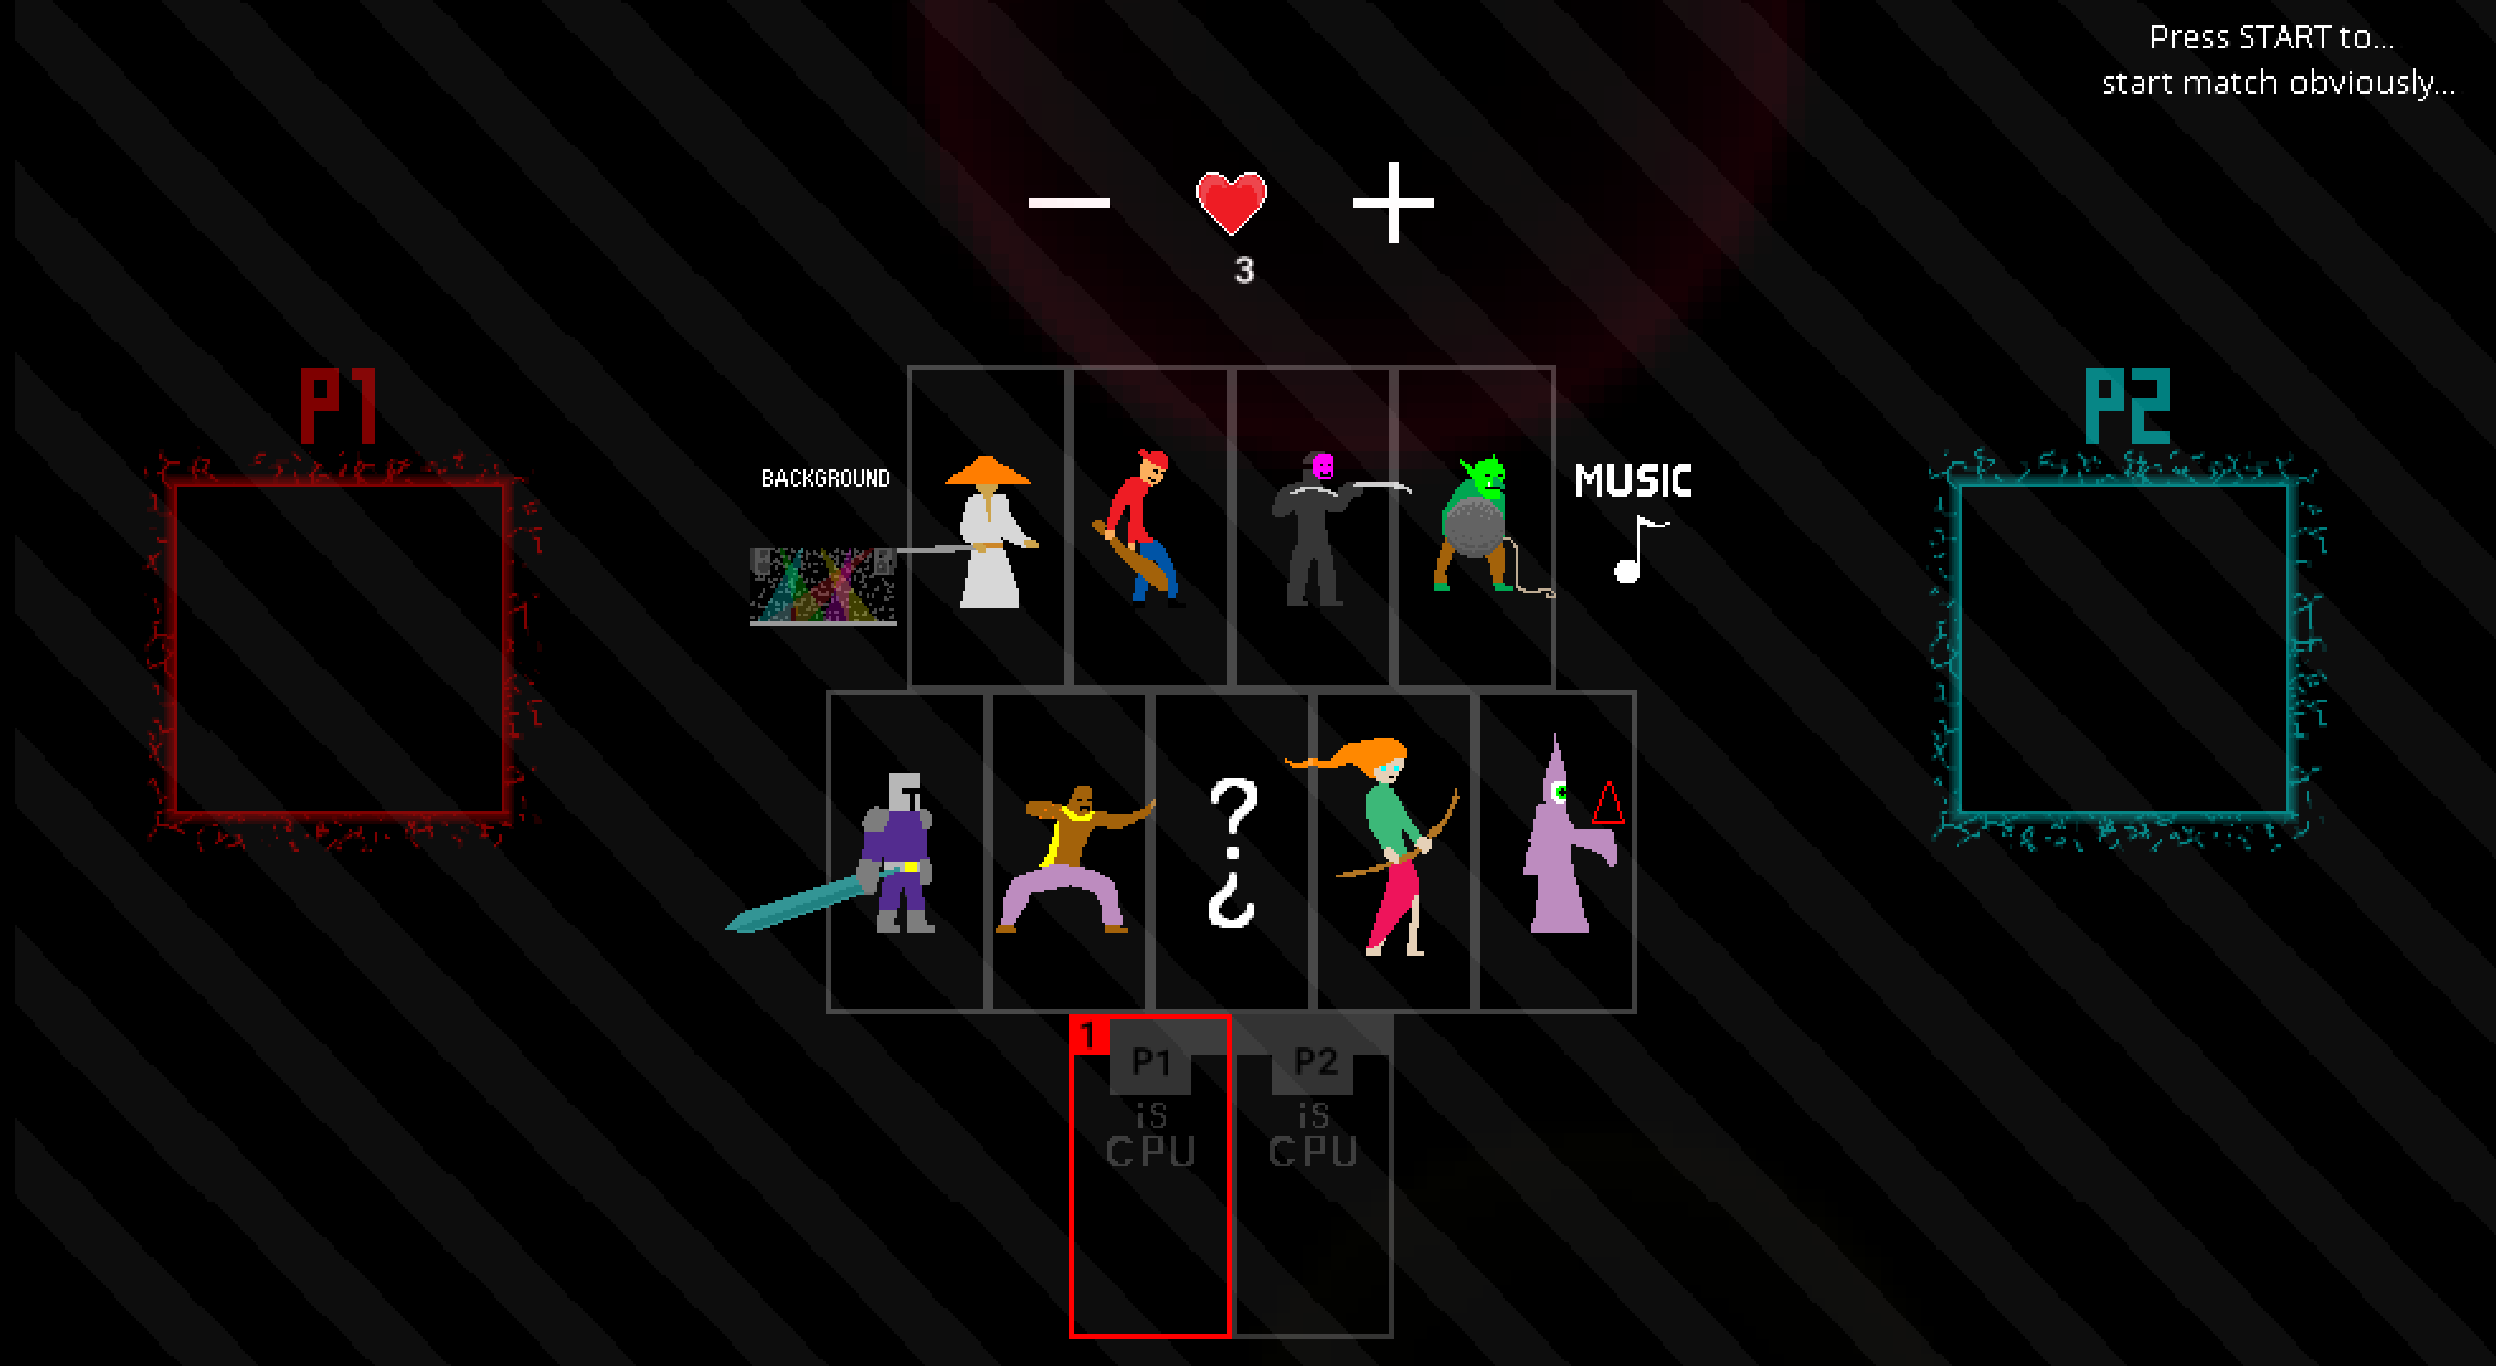 Press START to...
start match obviously...
3
P1
P2
BACKGROUND
MUSIC
?
¿
1
P1
iS
CPU
P2
iS
CPU